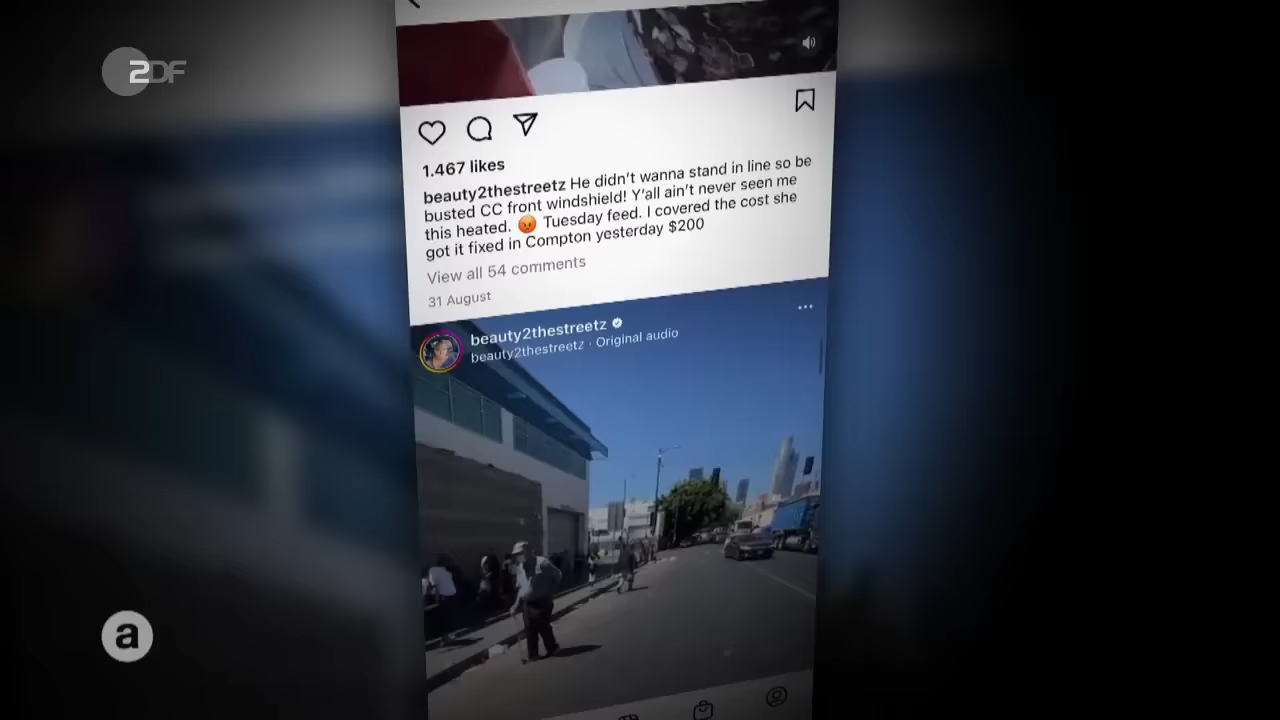 2DF
1.467 likes
beauty2thestreetz He didn't wanna stand in line so be
busted CC front windshield! Y'all ain't never seen me
this heated. 😡 Tuesday feed. I covered the cost she
got it fixed in Compton yesterday $200
View all 54 comments
31 August
beauty2thestreetz
beauty2thestreetz · Original audio
a